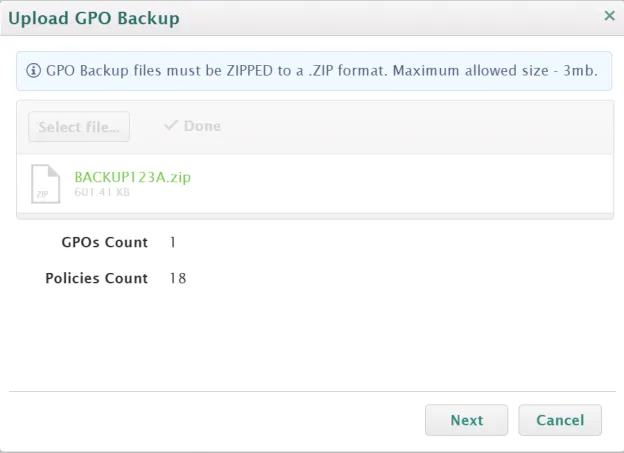 Upload GPO Backup
GPO Backup files must be ZIPPED to a .ZIP format. Maximum allowed size - 3mb.
Select file... Done
BACKUP123A.zip
ZIP
601.41 KB
GPOs Count 1
Policies Count 18
Next Cancel